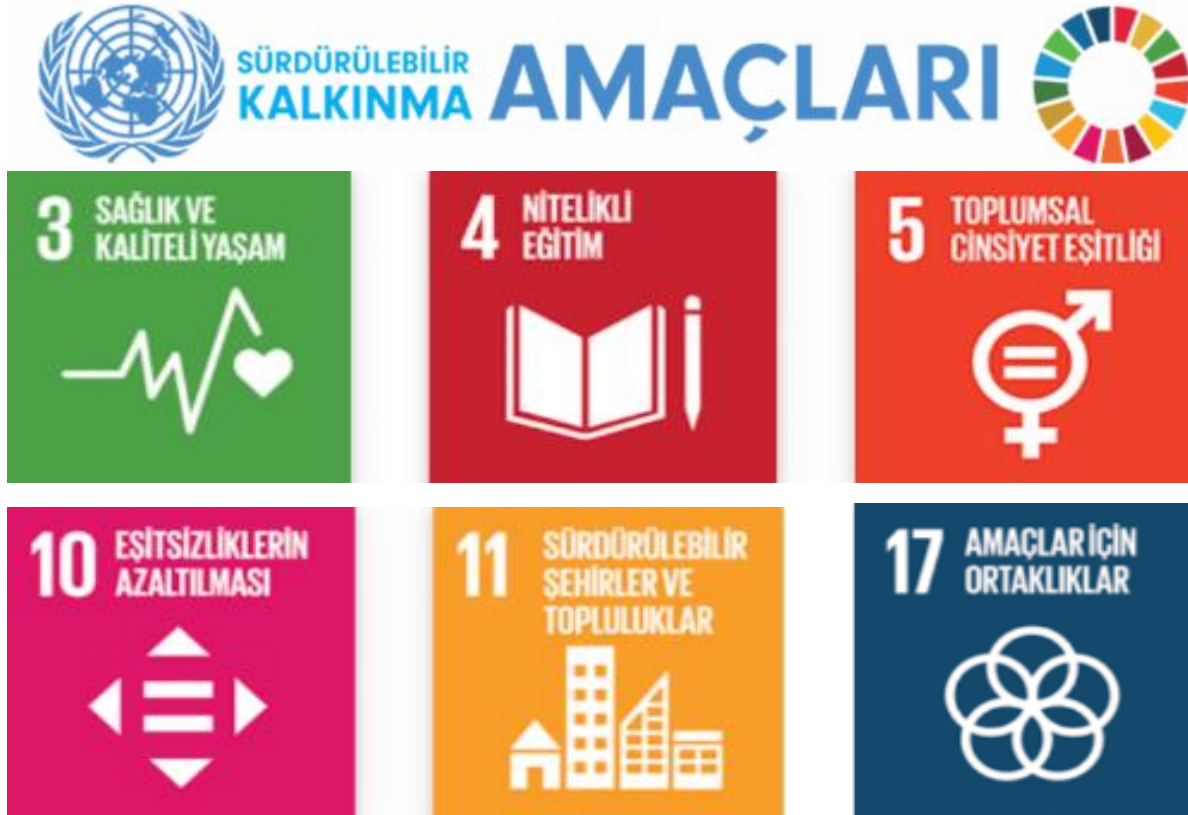 SÜRDÜRÜLEBİLİR
KALKINMA
AMAÇLARI
3 SAĞLIK VE
KALİTELİ YAŞAM
4 NİTELİKLİ
EĞİTİM
5 TOPLUMSAL
CİNSİYET EŞİTLİĞİ
10 EŞİTSİZLİKLERİN
AZALTILMASI
11 SÜRDÜRÜLEBİLİR
ŞEHİRLER VE
TOPLULUKLAR
17 AMAÇLAR İÇİN
ORTAKLIKLAR